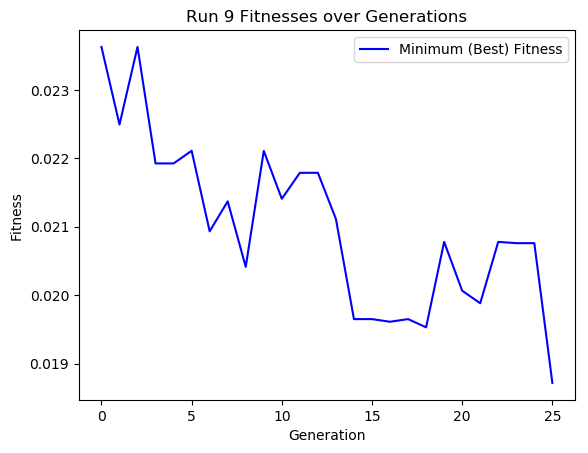 Run 9 Fitnesses over Generations
Minimum (Best) Fitness
Fitness
0.023
0.022
0.021
0.020
0.019
0 5 10 15 20 25
Generation